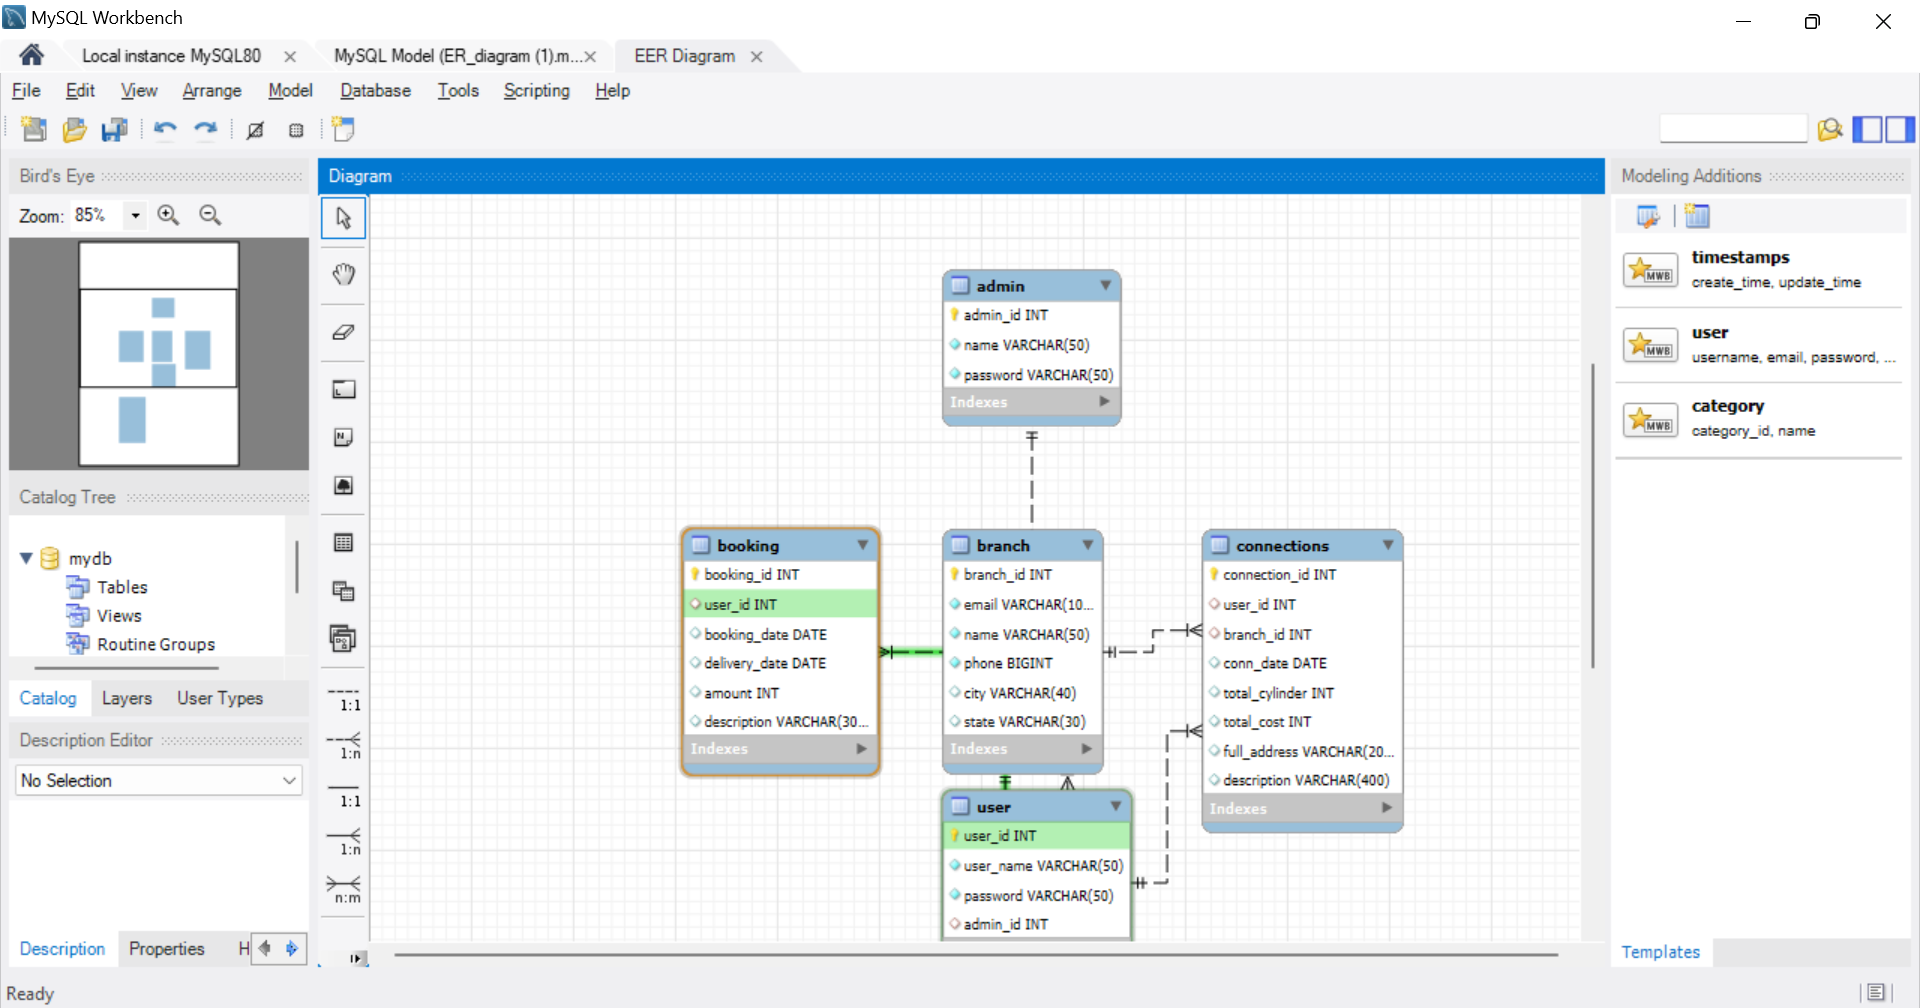 MySQL Workbench
Local instance MySQL80
MySQL Model (ER_diagram (1).m...
EER Diagram
File Edit View Arrange Model Database Tools Scripting Help
Bird's Eye
Zoom: 85%
Catalog Tree
mydb
Tables
Views
Routine Groups
Catalog Layers User Types
Description Editor
No Selection
Description Properties H
Ready
Diagram
N
1:1
1:n
1:1
1:n
n:m
admin
admin_id INT
name VARCHAR(50)
password VARCHAR(50)
Indexes
booking
booking_id INT
user_id INT
booking_date DATE
delivery_date DATE
amount INT
description VARCHAR(30...
Indexes
branch
branch_id INT
email VARCHAR(10...
name VARCHAR(50)
phone BIGINT
city VARCHAR(40)
state VARCHAR(30)
Indexes
connections
connection_id INT
user_id INT
branch_id INT
conn_date DATE
total_cylinder INT
total_cost INT
full_address VARCHAR(20...
description VARCHAR(400)
Indexes
user
user_id INT
user_name VARCHAR(50)
password VARCHAR(50)
admin_id INT
Modeling Additions
MWB
timestamps
create_time, update_time
MWB
user
username, email, password, ...
MWB
category
category_id, name
Templates